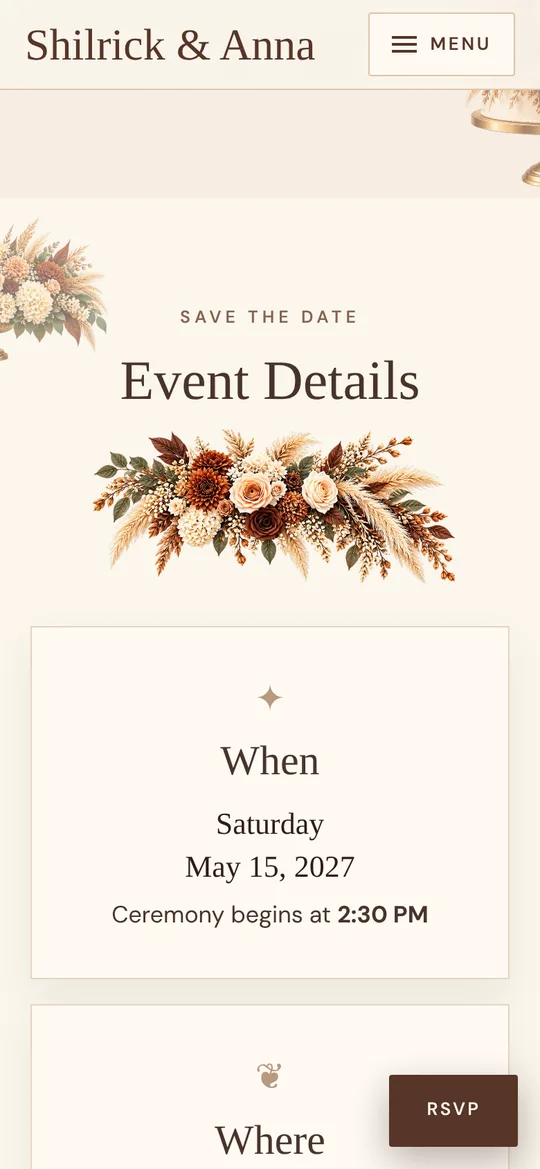 Shilrick & Anna
MENU
SAVE THE DATE
Event Details
When
Saturday
May 15, 2027
Ceremony begins at 2:30 PM
Where
RSVP